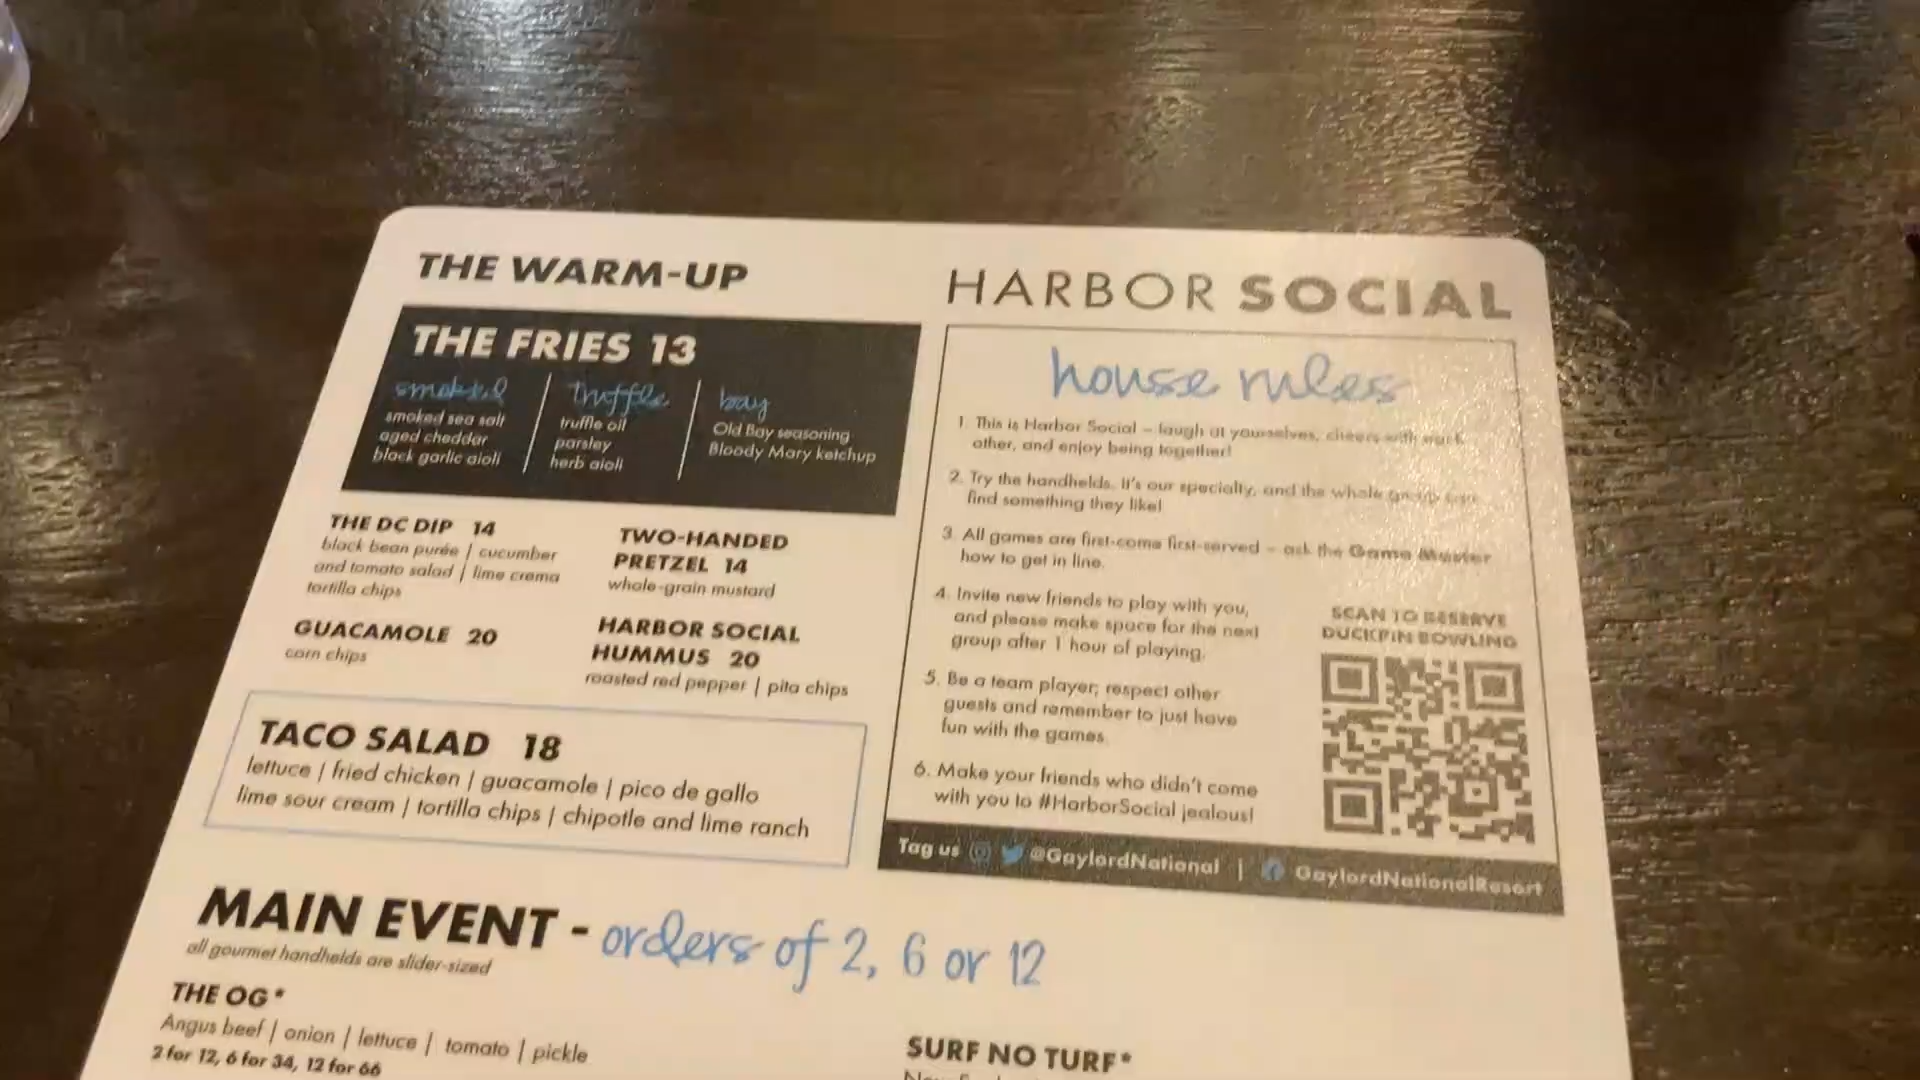 THE WARM-UP
THE FRIES 13
smoked
smoked sea salt
aged cheddar
black garlic aioli
truffle
truffle oil
parsley
herb aioli
bay
Old Bay seasoning
Bloody Mary ketchup
THE DC DIP 14
black bean purée | cucumber
and tomato salad | lime crema
tortilla chips
TWO-HANDED
PRETZEL 14
whole-grain mustard
GUACAMOLE 20
corn chips
HARBOR SOCIAL
HUMMUS 20
roasted red pepper | pita chips
TACO SALAD 18
lettuce | fried chicken | guacamole | pico de gallo
lime sour cream | tortilla chips | chipotle and lime ranch
HARBOR SOCIAL
house rules
1. This is Harbor Social – laugh at yourselves, cheers with each
other, and enjoy being together!
2. Try the handhelds. It's our specialty, and the whole group can
find something they like!
3. All games are first-come first-served – ask the Game Master
how to get in line.
4. Invite new friends to play with you,
and please make space for the next
group after 1 hour of playing.
5. Be a team player; respect other
guests and remember to just have
fun with the games.
6. Make your friends who didn't come
with you to #HarborSocial jealous!
SCAN TO RESERVE
DUCKPIN BOWLING
Tag us @GaylordNational | GaylordNationalResort
MAIN EVENT - orders of 2, 6 or 12
all gourmet handhelds are slider-sized
THE OG*
Angus beef | onion | lettuce | tomato | pickle
2 for 12, 6 for 34, 12 for 66
SURF NO TURF*